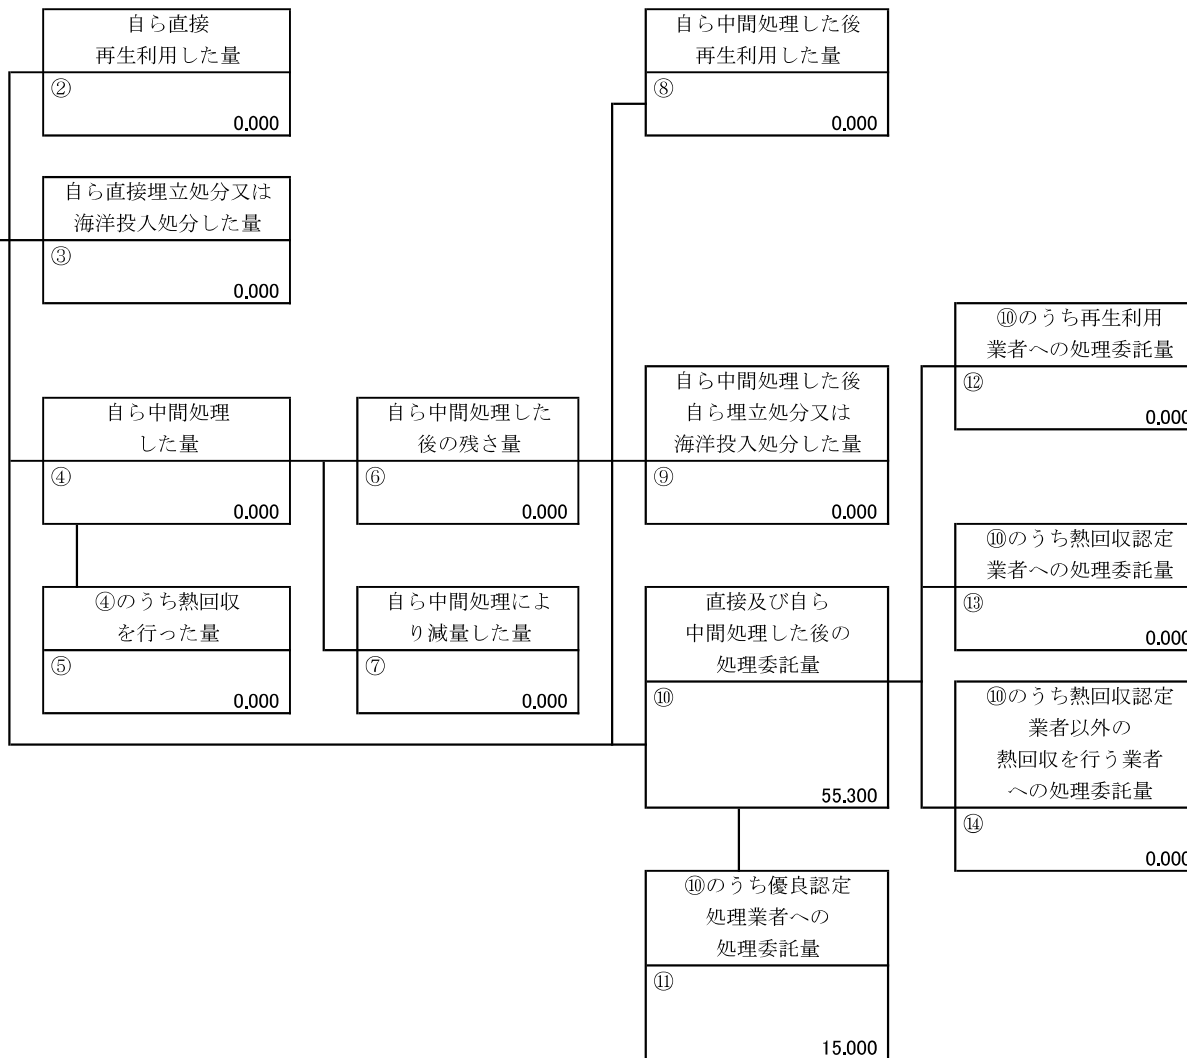 自ら直接
再生利用した量
②
0.000
自ら中間処理した後
再生利用した量
⑧
0.000
自ら直接埋立処分又は
海洋投入処分した量
③
0.000
⑩のうち再生利用
業者への処理委託量
⑫
0.000
自ら中間処理
した量
④
0.000
自ら中間処理した
後の残さ量
⑥
0.000
自ら中間処理した後
自ら埋立処分又は
海洋投入処分した量
⑨
0.000
⑩のうち熱回収認定
業者への処理委託量
⑬
0.000
④のうち熱回収
を行った量
⑤
0.000
自ら中間処理によ
り減量した量
⑦
0.000
直接及び自ら
中間処理した後の
処理委託量
⑩
55.300
⑩のうち熱回収認定
業者以外の
熱回収を行う業者
への処理委託量
⑭
0.000
⑩のうち優良認定
処理業者への
処理委託量
⑪
15.000